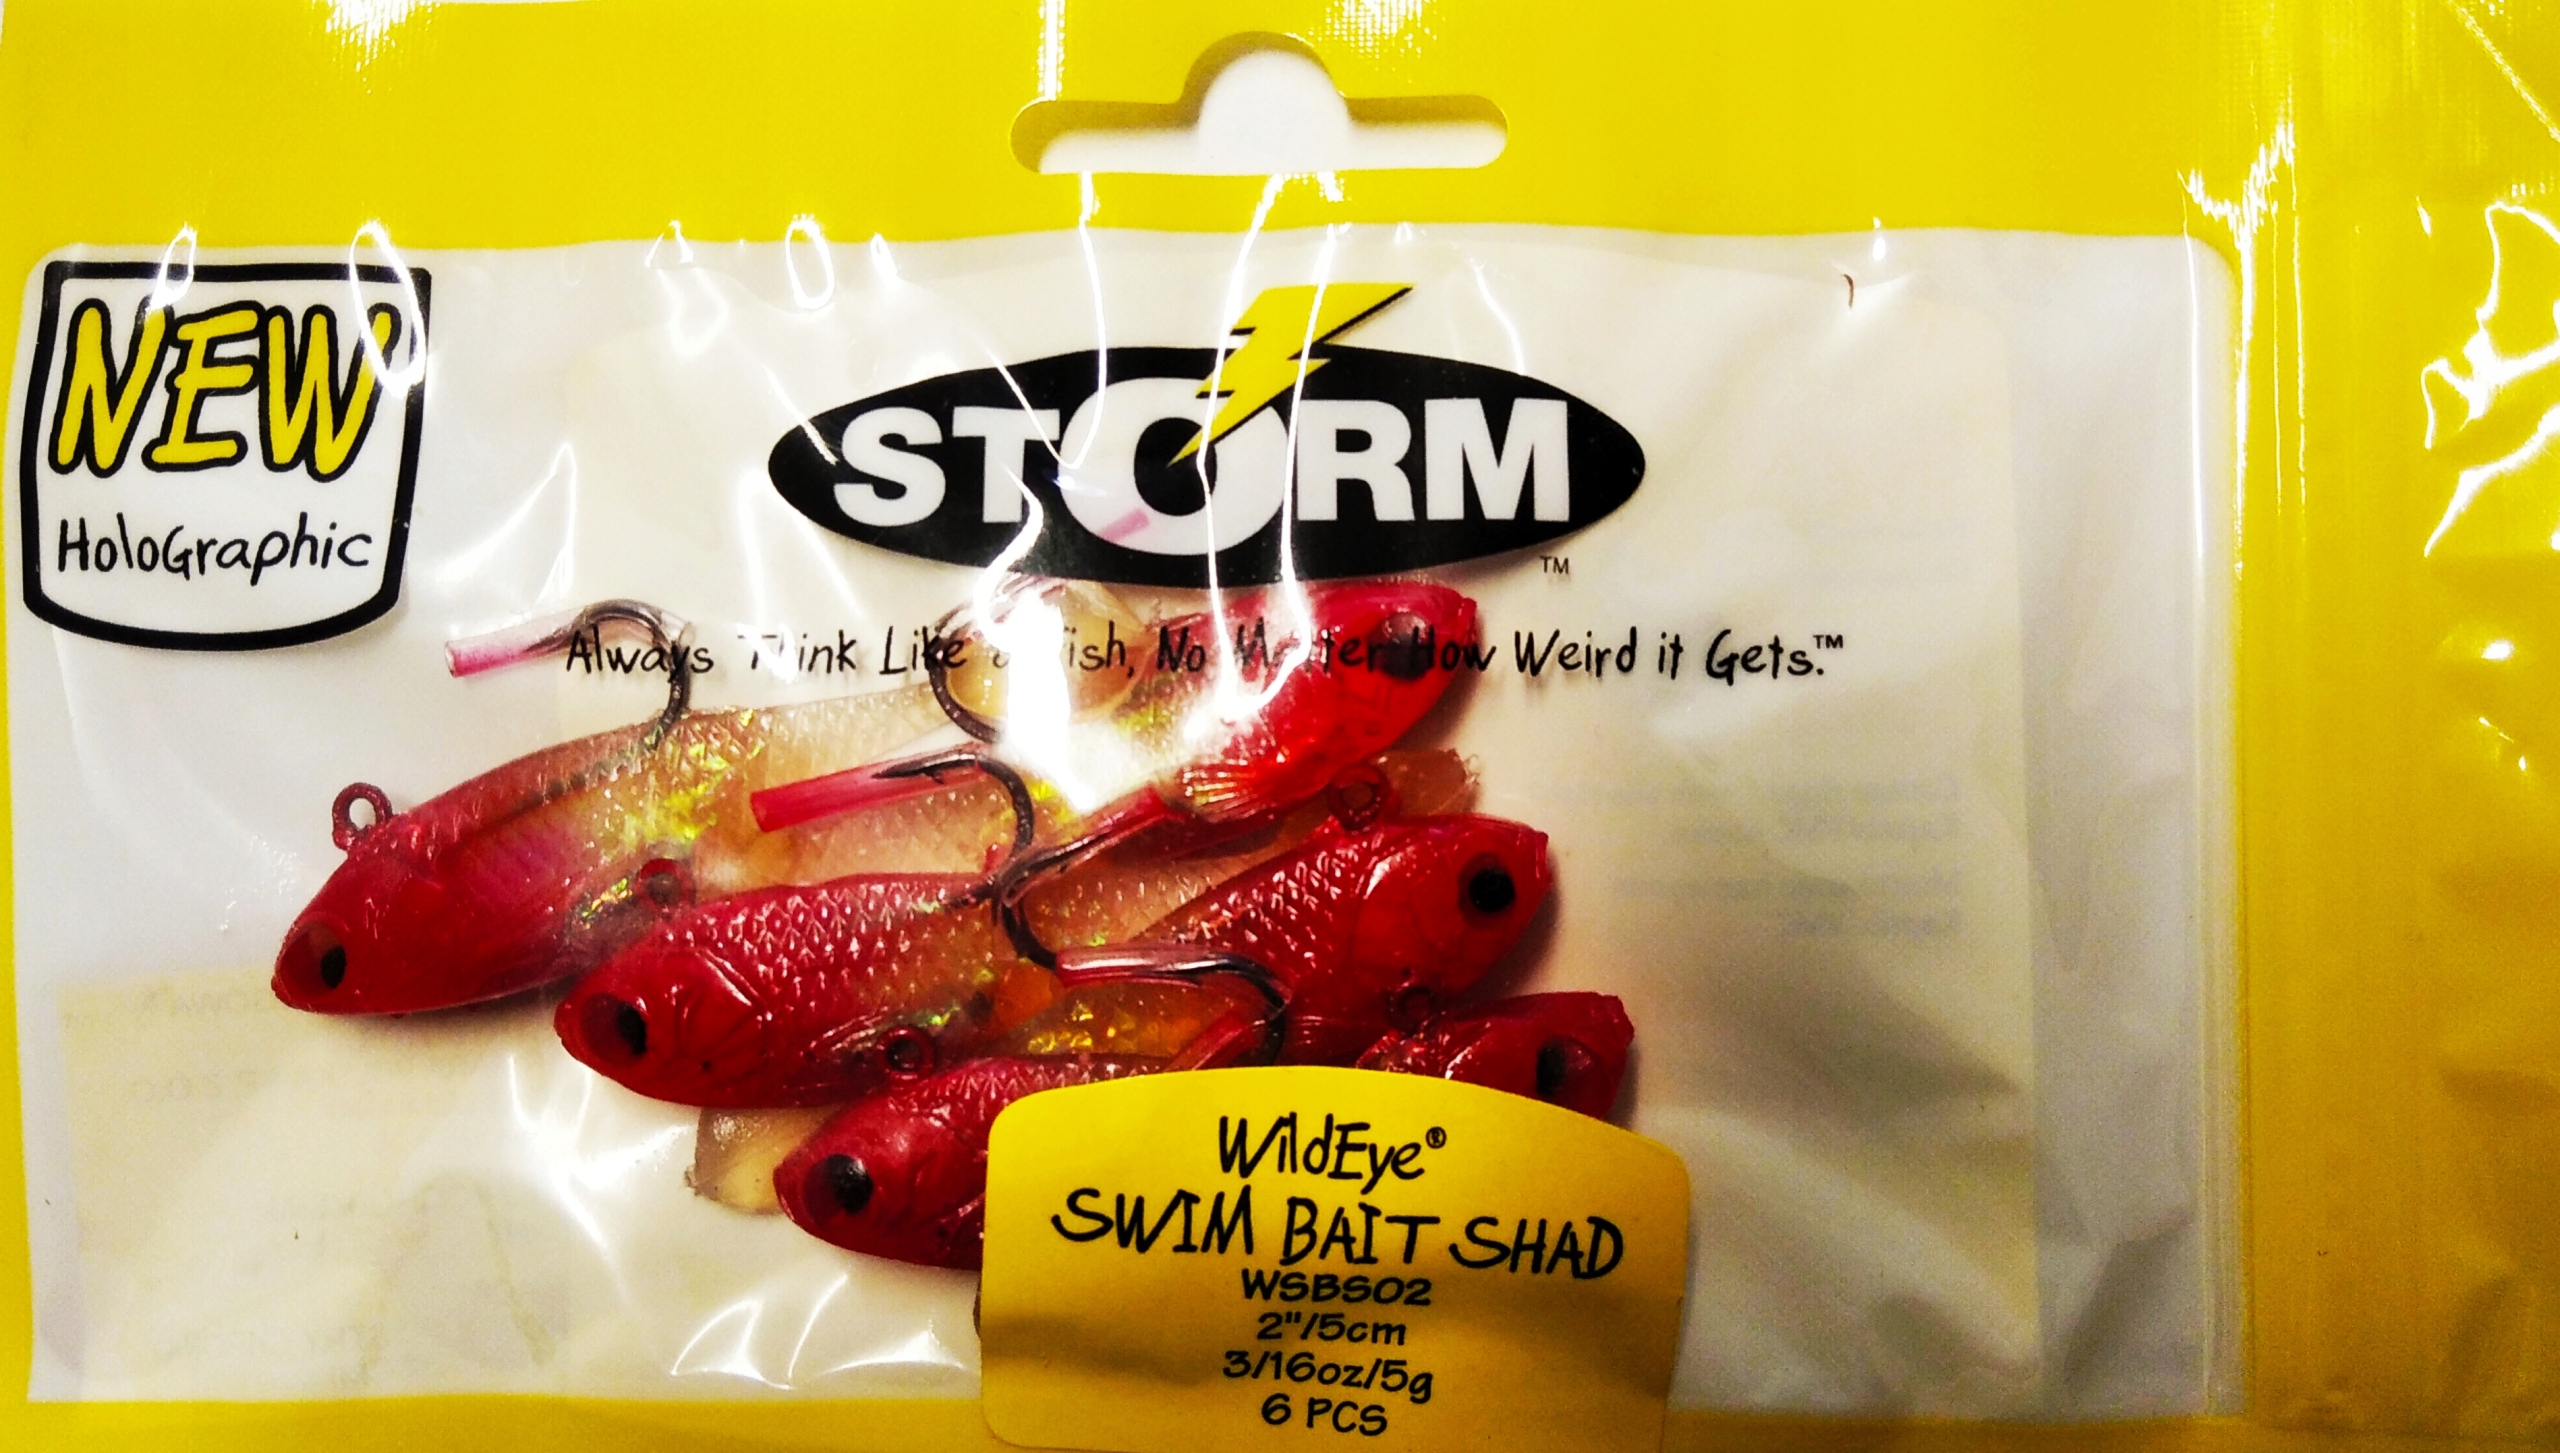 NEW
HoloGraphic
STORM
TM
Always Think Like a Fish, No Matter How Weird it Gets.™
WildEye®
SWIM BAIT SHAD
WSBS02
2"/5cm
3/16oz/5g
6 PCS